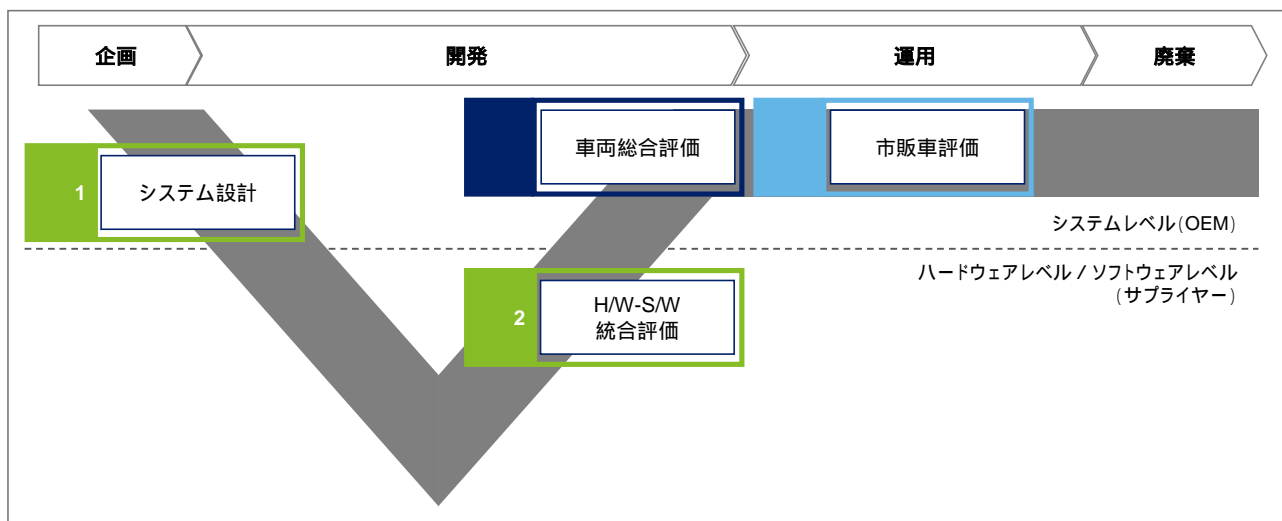 企画
開発
運用
廃棄
車両総合評価
市販車評価
1
システム設計
システムレベル(OEM)
ハードウェアレベル / ソフトウェアレベル
(サプライヤー)
2
H/W-S/W
統合評価